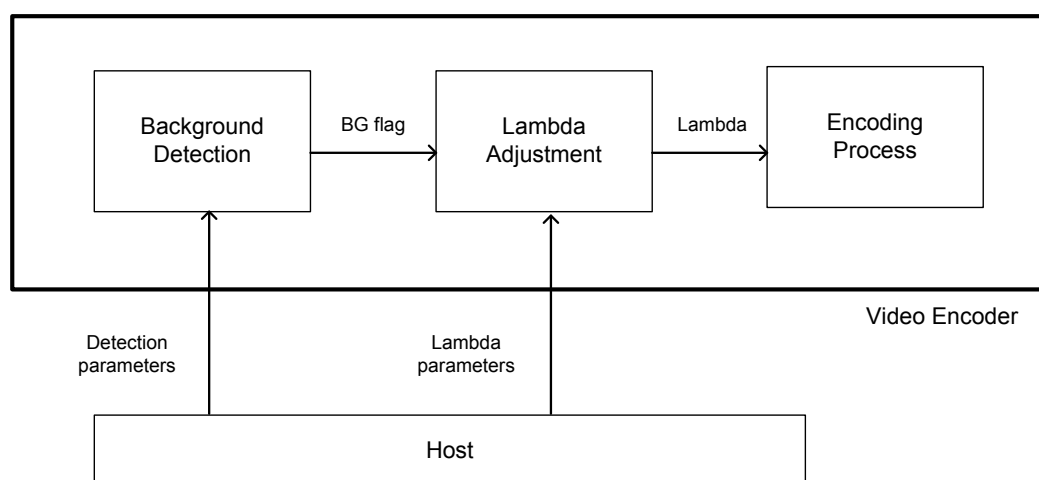 Background
Detection
BG flag
Lambda
Adjustment
Lambda
Encoding
Process
Video Encoder
Detection
parameters
Lambda
parameters
Host